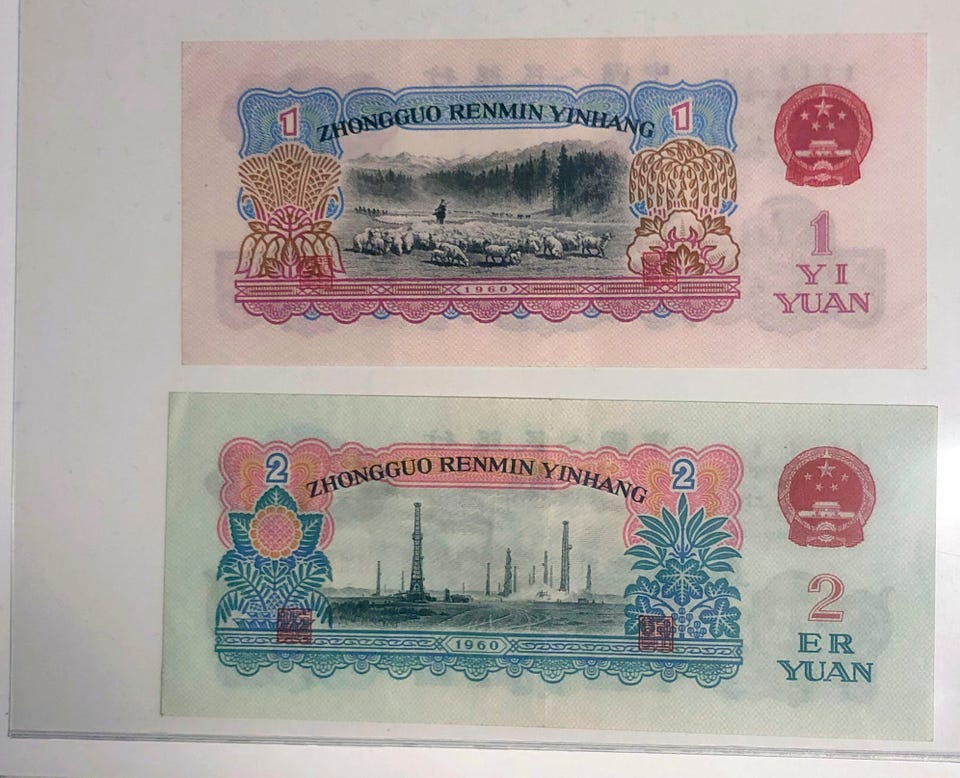 1
ZHONGGUO RENMIN YINHANG
1
1960
1
YI
YUAN
2
ZHONGGUO RENMIN YINHANG
2
1960
2
ER
YUAN